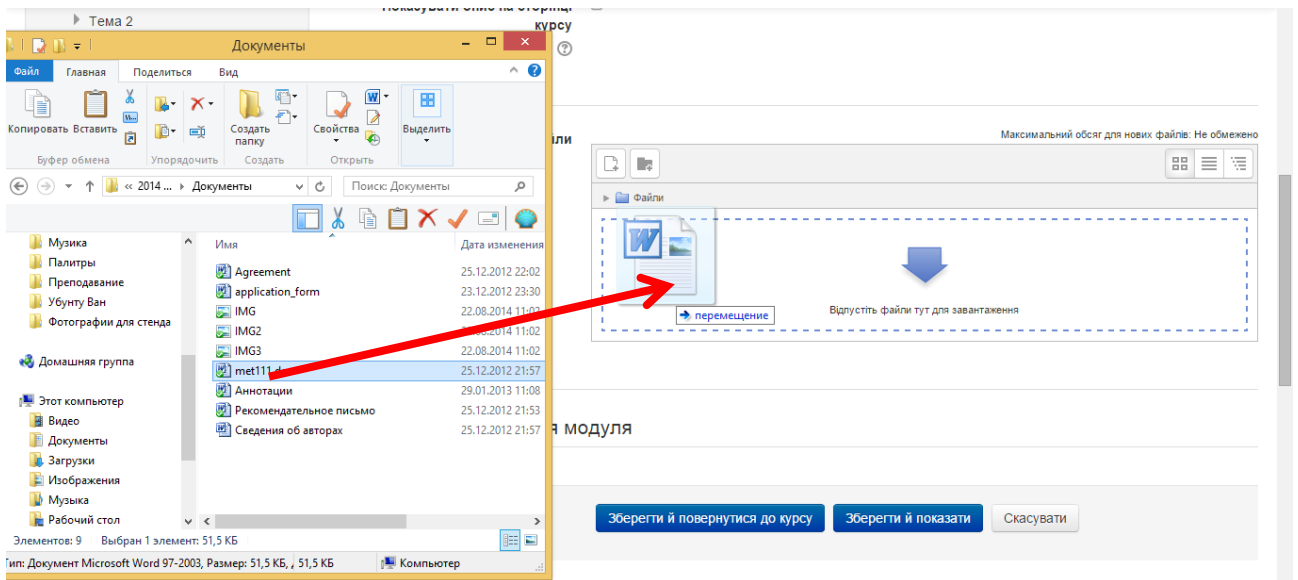 Тема 2
Показувати опис на сторінці
курсу
Документы
Файл Главная Поделиться Вид
Копировать Вставить
Создать
папку
Свойства
Выделить
Буфер обмена Упорядочить Создать Открыть
« 2014 ... Документы
Поиск: Документы
Музыка
Палитры
Преподавание
Убунту Ван
Фотографии для стенда
Домашняя группа
Этот компьютер
Видео
Документы
Загрузки
Изображения
Музыка
Рабочий стол
Имя Дата изменения
Agreement 25.12.2012 22:02
application_form 23.12.2012 23:30
IMG 22.08.2014 11:02
IMG2 22.08.2014 11:02
IMG3 22.08.2014 11:02
met111.d 25.12.2012 21:57
Аннотации 29.01.2013 11:08
Рекомендательное письмо 25.12.2012 21:53
Сведения об авторах 25.12.2012 21:57
Элементов: 9 Выбран 1 элемент: 51,5 КБ
ип: Документ Microsoft Word 97-2003, Размер: 51,5 КБ, 51,5 КБ Компьютер
йли
Максимальний обсяг для нових файлів: Не обмежено
Файли
W
перемещение
Відпустіть файли тут для завантаження
я модуля
Зберегти й повернутися до курсу Зберегти й показати Скасувати